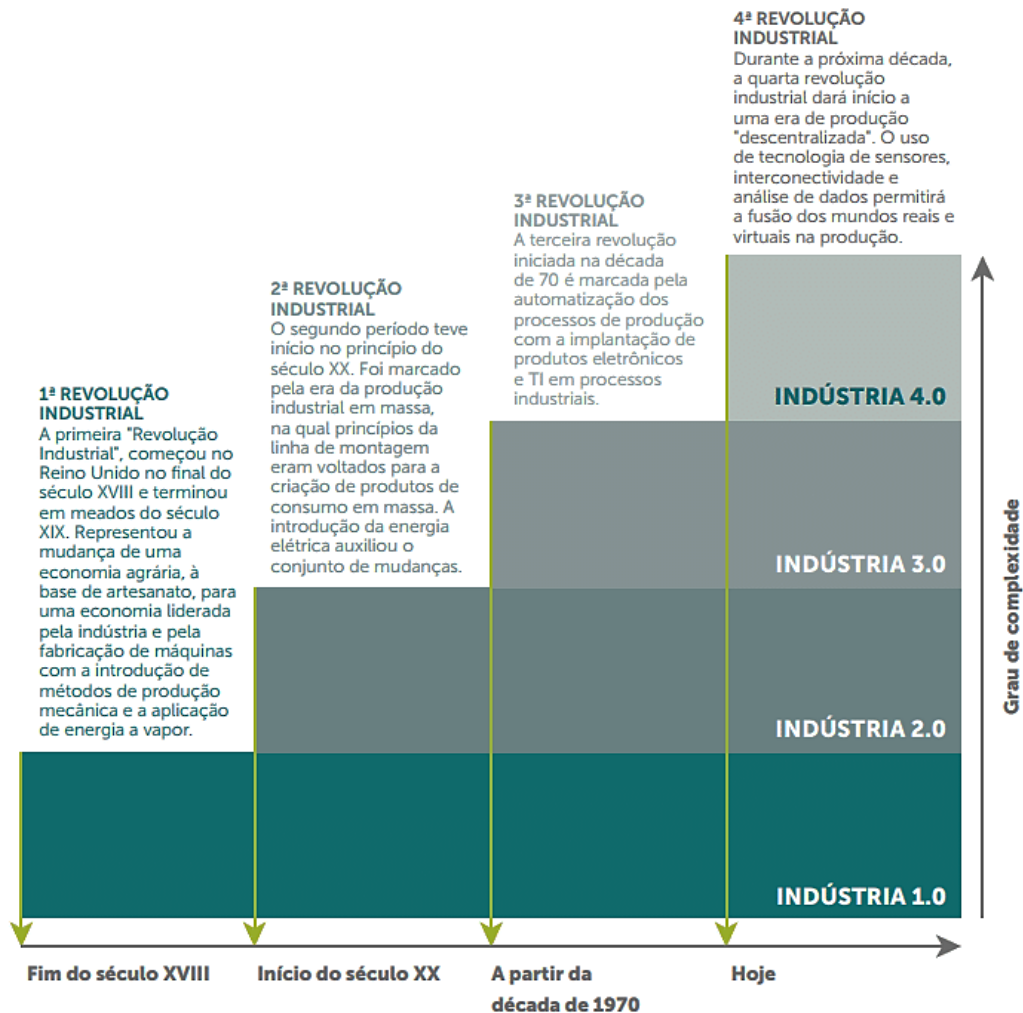 1ª REVOLUÇÃO
INDUSTRIAL
A primeira "Revolução
Industrial", começou no
Reino Unido no final do
século XVIII e terminou
em meados do século
XIX. Representou a
mudança de uma
economia agrária, à
base de artesanato, para
uma economia liderada
pela indústria e pela
fabricação de máquinas
com a introdução de
métodos de produção
mecânica e a aplicação
de energia a vapor.
2ª REVOLUÇÃO
INDUSTRIAL
O segundo período teve
início no princípio do
século XX. Foi marcado
pela era da produção
industrial em massa,
na qual princípios da
linha de montagem
eram voltados para a
criação de produtos de
consumo em massa. A
introdução da energia
elétrica auxiliou o
conjunto de mudanças.
3ª REVOLUÇÃO
INDUSTRIAL
A terceira revolução
iniciada na década
de 70 é marcada pela
automatização dos
processos de produção
com a implantação de
produtos eletrônicos
e TI em processos
industriais.
4ª REVOLUÇÃO
INDUSTRIAL
Durante a próxima década,
a quarta revolução
industrial dará início a
uma era de produção
"descentralizada". O uso
de tecnologia de sensores,
interconectividade e
análise de dados permitirá
a fusão dos mundos reais e
virtuais na produção.
INDÚSTRIA 4.0
INDÚSTRIA 3.0
INDÚSTRIA 2.0
INDÚSTRIA 1.0
Grau de complexidade
Fim do século XVIII
Início do século XX
A partir da
década de 1970
Hoje